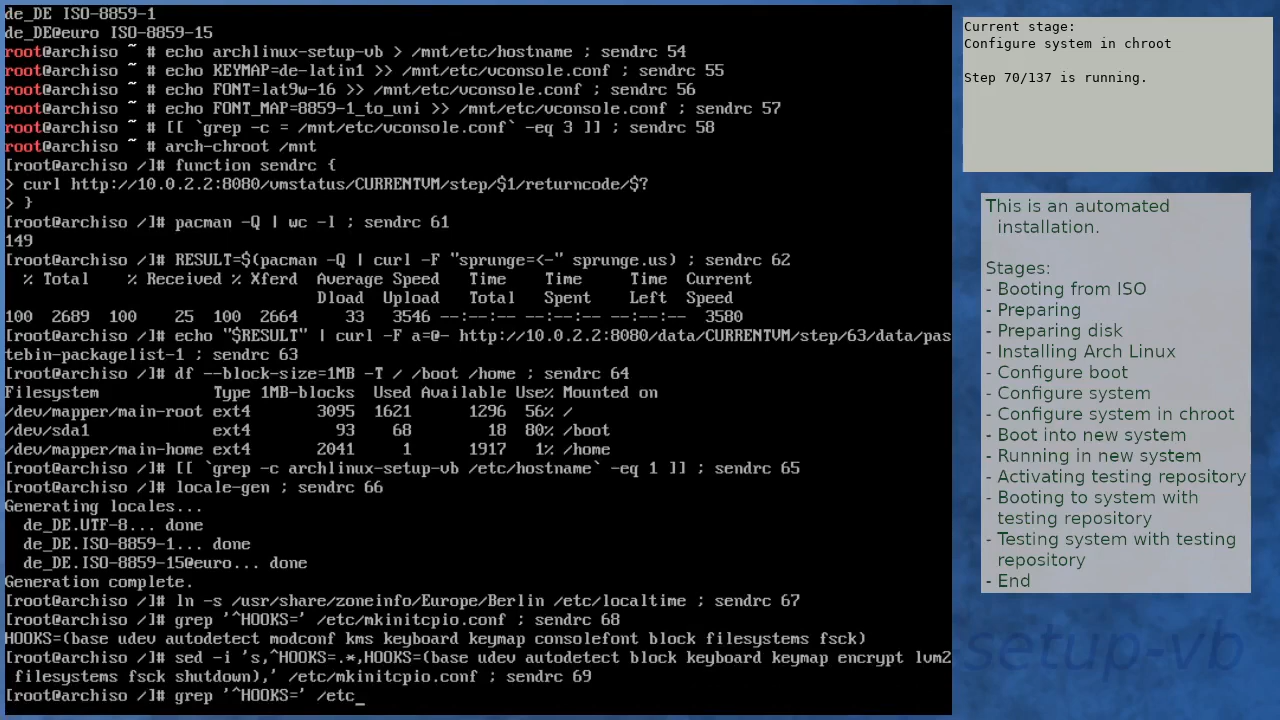 de_DE ISO-8859-1
de_DE@euro ISO-8859-15
root@archiso ~ # echo archlinux-setup-vb > /mnt/etc/hostname ; sendrc 54
root@archiso ~ # echo KEYMAP=de-latin1 >> /mnt/etc/vconsole.conf ; sendrc 55
root@archiso ~ # echo FONT=lat9w-16 >> /mnt/etc/vconsole.conf ; sendrc 56
root@archiso ~ # echo FONT_MAP=8859-1_to_uni >> /mnt/etc/vconsole.conf ; sendrc 57
root@archiso ~ # [[ `grep -c = /mnt/etc/vconsole.conf` -eq 3 ]] ; sendrc 58
root@archiso ~ # arch-chroot /mnt
[root@archiso /]# function sendrc {
> curl http://10.0.2.2:8080/vmstatus/CURRENTVM/step/$1/returncode/$?
> }
[root@archiso /]# pacman -Q | wc -l ; sendrc 61
149
[root@archiso /]# RESULT=$(pacman -Q | curl -F "sprunge=<-" sprunge.us) ; sendrc 62
  % Total    % Received % Xferd  Average Speed   Time    Time     Time  Current
                                 Dload  Upload   Total   Spent    Left  Speed
100  2689  100    25  100  2664     33   3546 --:--:-- --:--:-- --:--:--  3580
[root@archiso /]# echo "$RESULT" | curl -F a=@- http://10.0.2.2:8080/data/CURRENTVM/step/63/data/pas
tebin-packagelist-1 ; sendrc 63
[root@archiso /]# df --block-size=1MB -T / /boot /home ; sendrc 64
Filesystem            Type 1MB-blocks  Used Available Use% Mounted on
/dev/mapper/main-root ext4       3095  1621      1296  56% /
/dev/sda1             ext4         93    68        18  80% /boot
/dev/mapper/main-home ext4       2041     1      1917   1% /home
[root@archiso /]# [[ `grep -c archlinux-setup-vb /etc/hostname` -eq 1 ]] ; sendrc 65
[root@archiso /]# locale-gen ; sendrc 66
Generating locales...
  de_DE.UTF-8... done
  de_DE.ISO-8859-1... done
  de_DE.ISO-8859-15@euro... done
Generation complete.
[root@archiso /]# ln -s /usr/share/zoneinfo/Europe/Berlin /etc/localtime ; sendrc 67
[root@archiso /]# grep '^HOOKS=' /etc/mkinitcpio.conf ; sendrc 68
HOOKS=(base udev autodetect modconf kms keyboard keymap consolefont block filesystems fsck)
[root@archiso /]# sed -i 's,^HOOKS=.*,HOOKS=(base udev autodetect block keyboard keymap encrypt lvm2
 filesystems fsck shutdown),' /etc/mkinitcpio.conf ; sendrc 69
[root@archiso /]# grep '^HOOKS=' /etc_
Current stage:
Configure system in chroot
Step 70/137 is running.
This is an automated
installation.
Stages:
- Booting from ISO
- Preparing
- Preparing disk
- Installing Arch Linux
- Configure boot
- Configure system
- Configure system in chroot
- Boot into new system
- Running in new system
- Activating testing repository
- Booting to system with
testing repository
- Testing system with testing
repository
- End
setup-vb